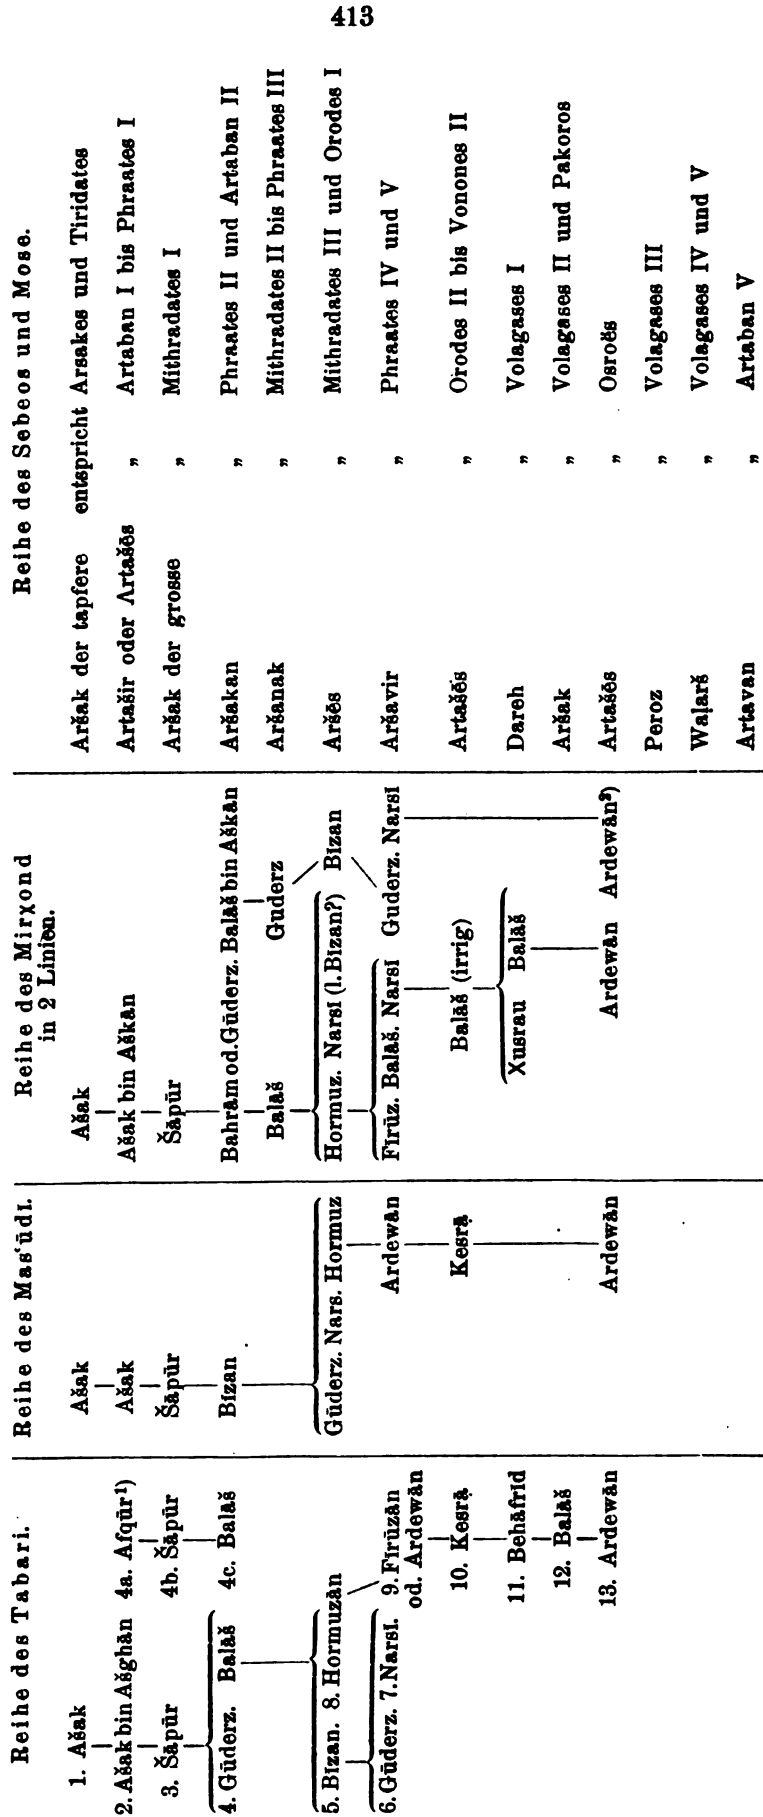 413
Reihe des Tabari.
1. Ašak
2. Ašak bin Ašghān 4a. Afqūr¹)
3. Šāpūr 4b. Šāpūr
4. Gūderz. Balāš 4c. Balāš
5. Bīzan. 8. Hormuzān
6. Gūderz. 7. Narsī. 9. Fīrūzān
od. Ardewān
10. Kesrā
11. Behāfrīd
12. Balāš
13. Ardewān
Reihe des Mas'ūdī.
Ašak
Ašak
Šāpūr
Bīzan
Gūderz. Nars. Hormuz
Ardewān
Kesrā
Ardewān
Reihe des Mirχond
in 2 Linien.
Ašak
Ašak bin Aškān
Šāpūr
Bahrām od. Gūderz. Balāš bin Aškān
Balāš Guderz
Hormuz. Narsī (l. Bīzan?) Bīzan
Fīrūz. Balāš. Narsī Guderz. Narsī
Balāš (irrig)
Xusrau Balāš
Ardewān Ardewān²)
Reihe des Sebeos und Mose.
Aršak der tapfere entspricht Arsakes und Tiridates
Artašir oder Artašēs „ Artaban I bis Phraates I
Aršak der grosse „ Mithradates I
Aršakan „ Phraates II und Artaban II
Aršanak „ Mithradates II bis Phraates III
Aršēs „ Mithradates III und Orodes I
Aršavir „ Phraates IV und V
Artašēs „ Orodes II bis Vonones II
Dareh „ Volagases I
Aršak „ Volagases II und Pakoros
Artašēs „ Osroës
Peroz „ Volagases III
Wałarš „ Volagases IV und V
Artavan „ Artaban V